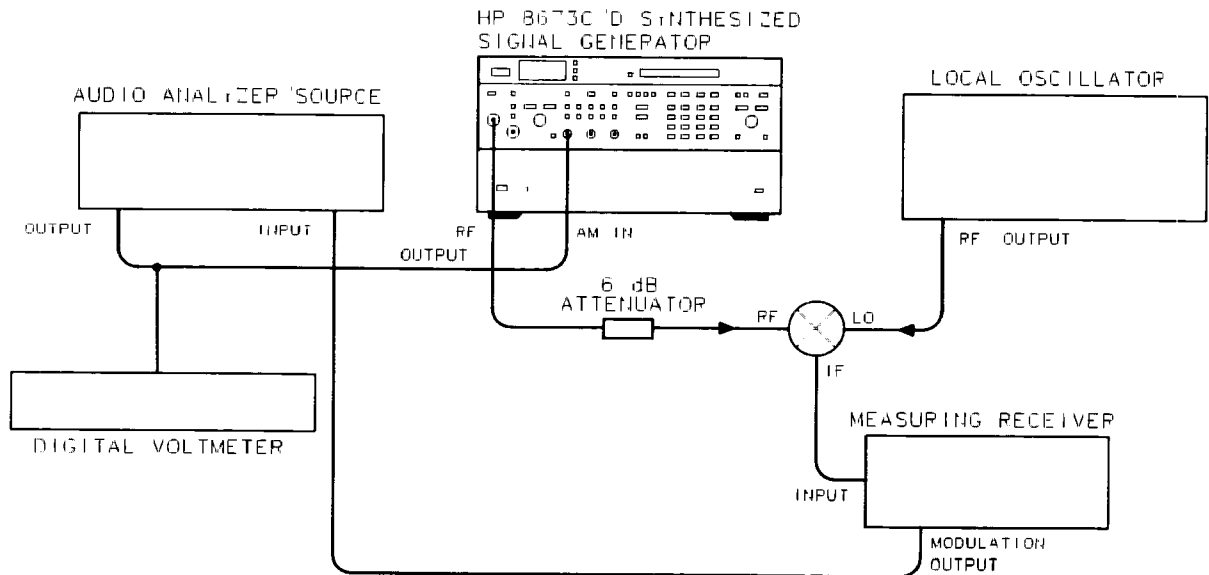 HP 8673C/D SYNTHESIZED
SIGNAL GENERATOR
AUDIO ANALYZER/SOURCE
LOCAL OSCILLATOR
OUTPUT
INPUT
RF
OUTPUT
AM IN
RF OUTPUT
6 dB
ATTENUATOR
RF
LO
IF
DIGITAL VOLTMETER
MEASURING RECEIVER
INPUT
MODULATION
OUTPUT